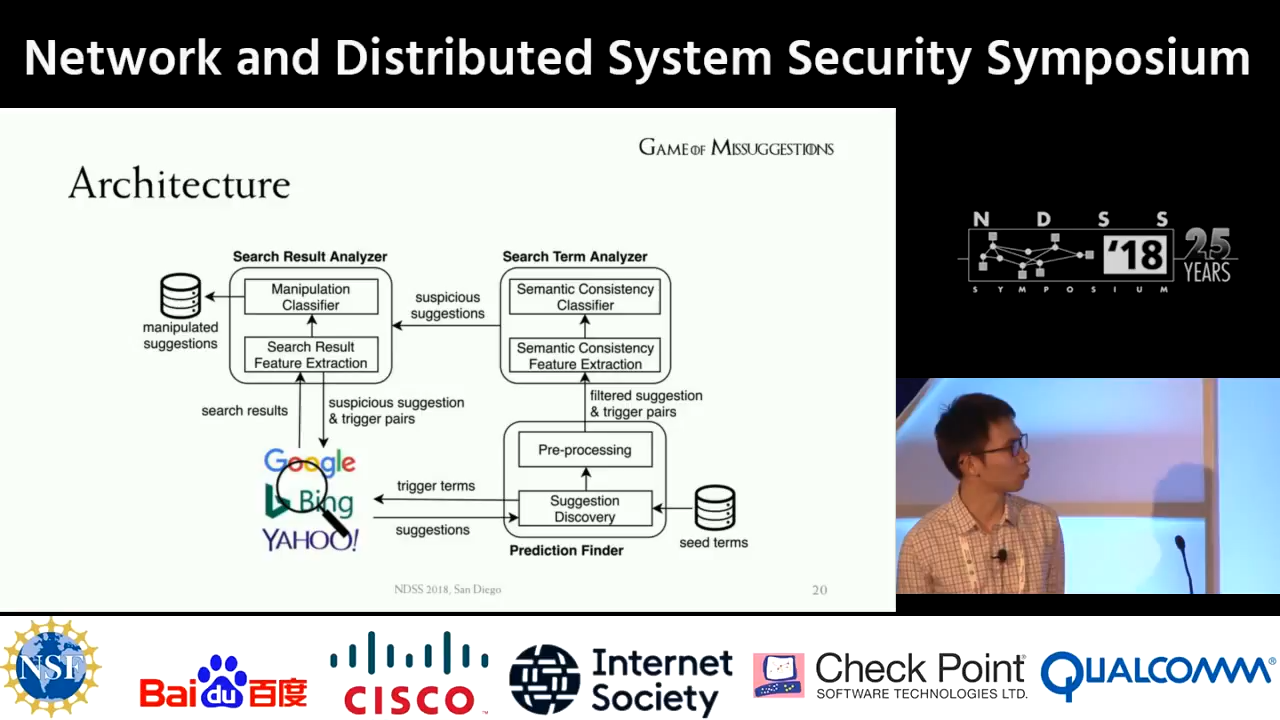 Network and Distributed System Security Symposium
GAME OF MISSUGGESTIONS
Architecture
Search Result Analyzer
Manipulation
Classifier
Search Result
Feature Extraction
manipulated
suggestions
suspicious
suggestions
Search Term Analyzer
Semantic Consistency
Classifier
Semantic Consistency
Feature Extraction
search results
suspicious suggestion
& trigger pairs
filtered suggestion
& trigger pairs
Google
Bing
YAHOO!
trigger terms
suggestions
Pre-processing
Suggestion
Discovery
Prediction Finder
seed terms
NDSS 2018, San Diego
20
N D S S
'18
25
YEARS
S Y M P O S I U M
NSF
Bai du 百度
CISCO
Internet
Society
Check Point
SOFTWARE TECHNOLOGIES LTD.
QUALCOMM®